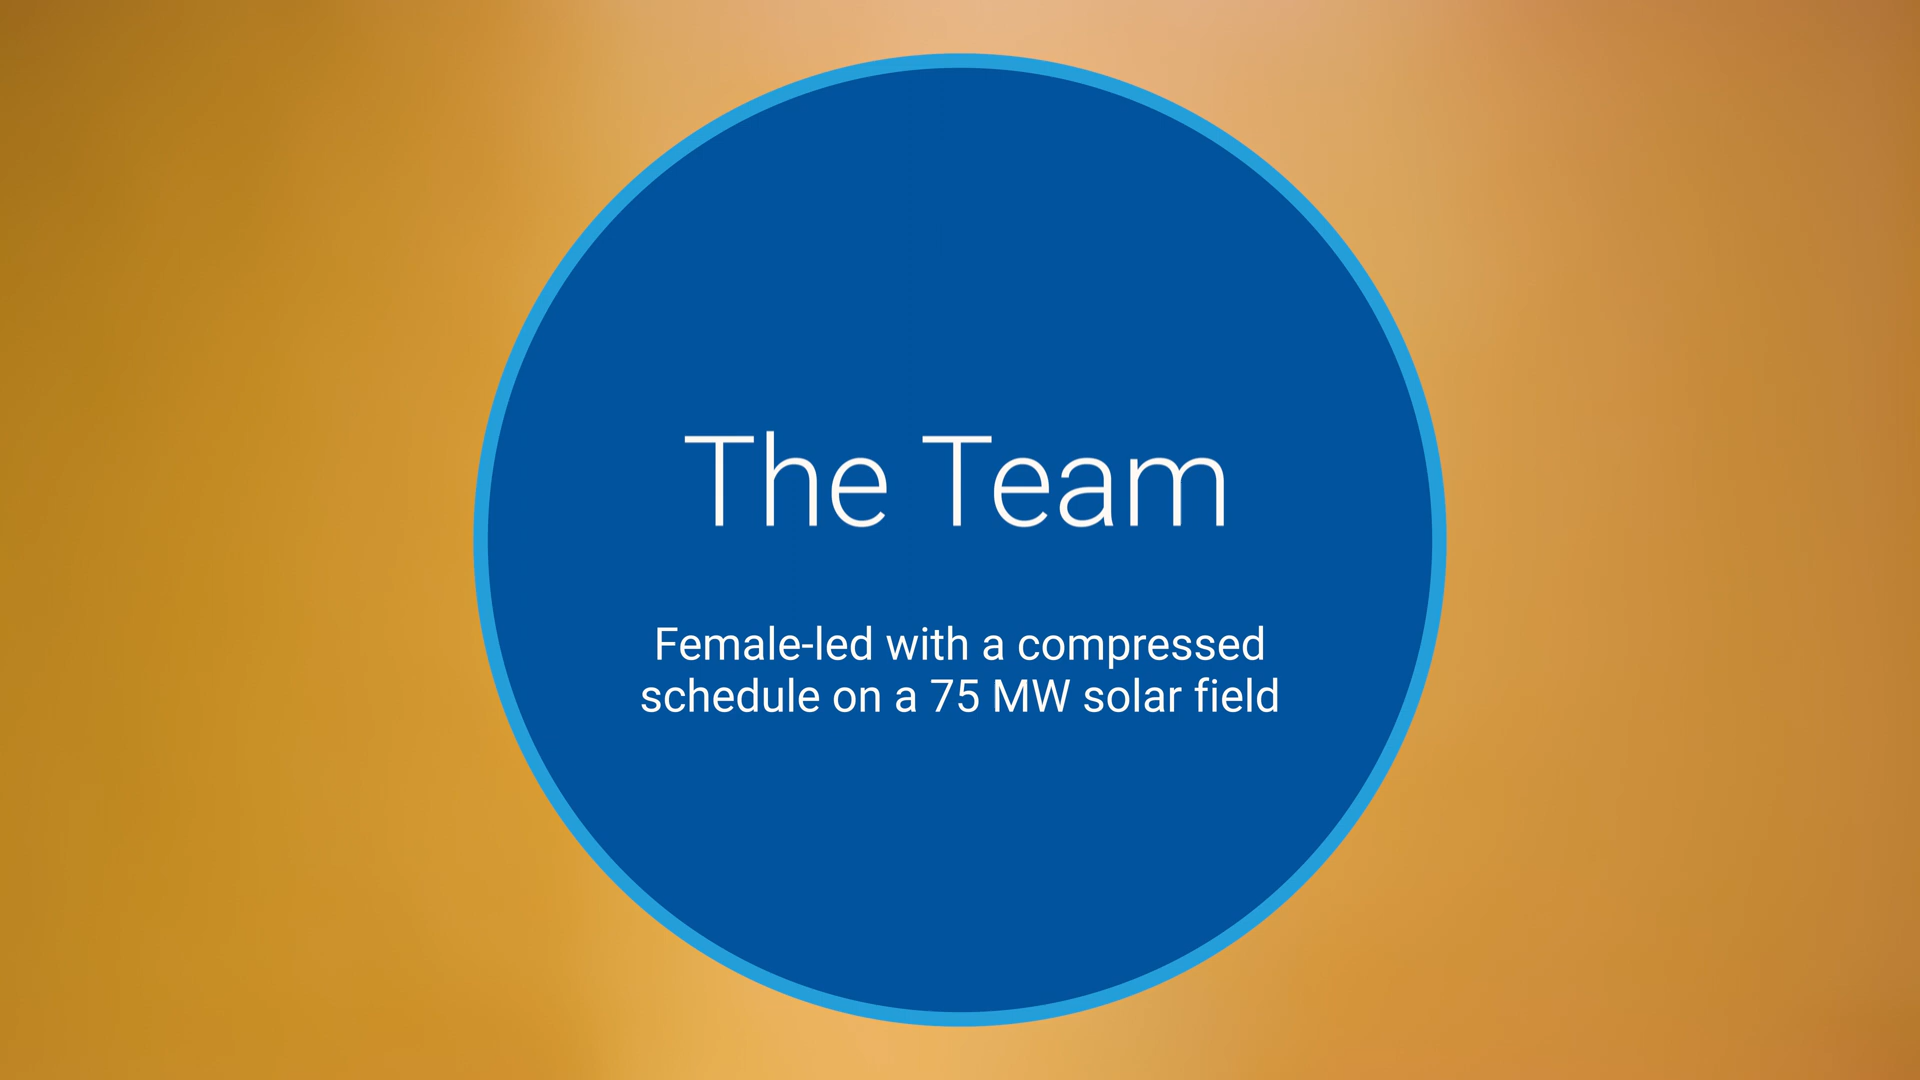 The Team
Female-led with a compressed
schedule on a 75 MW solar field